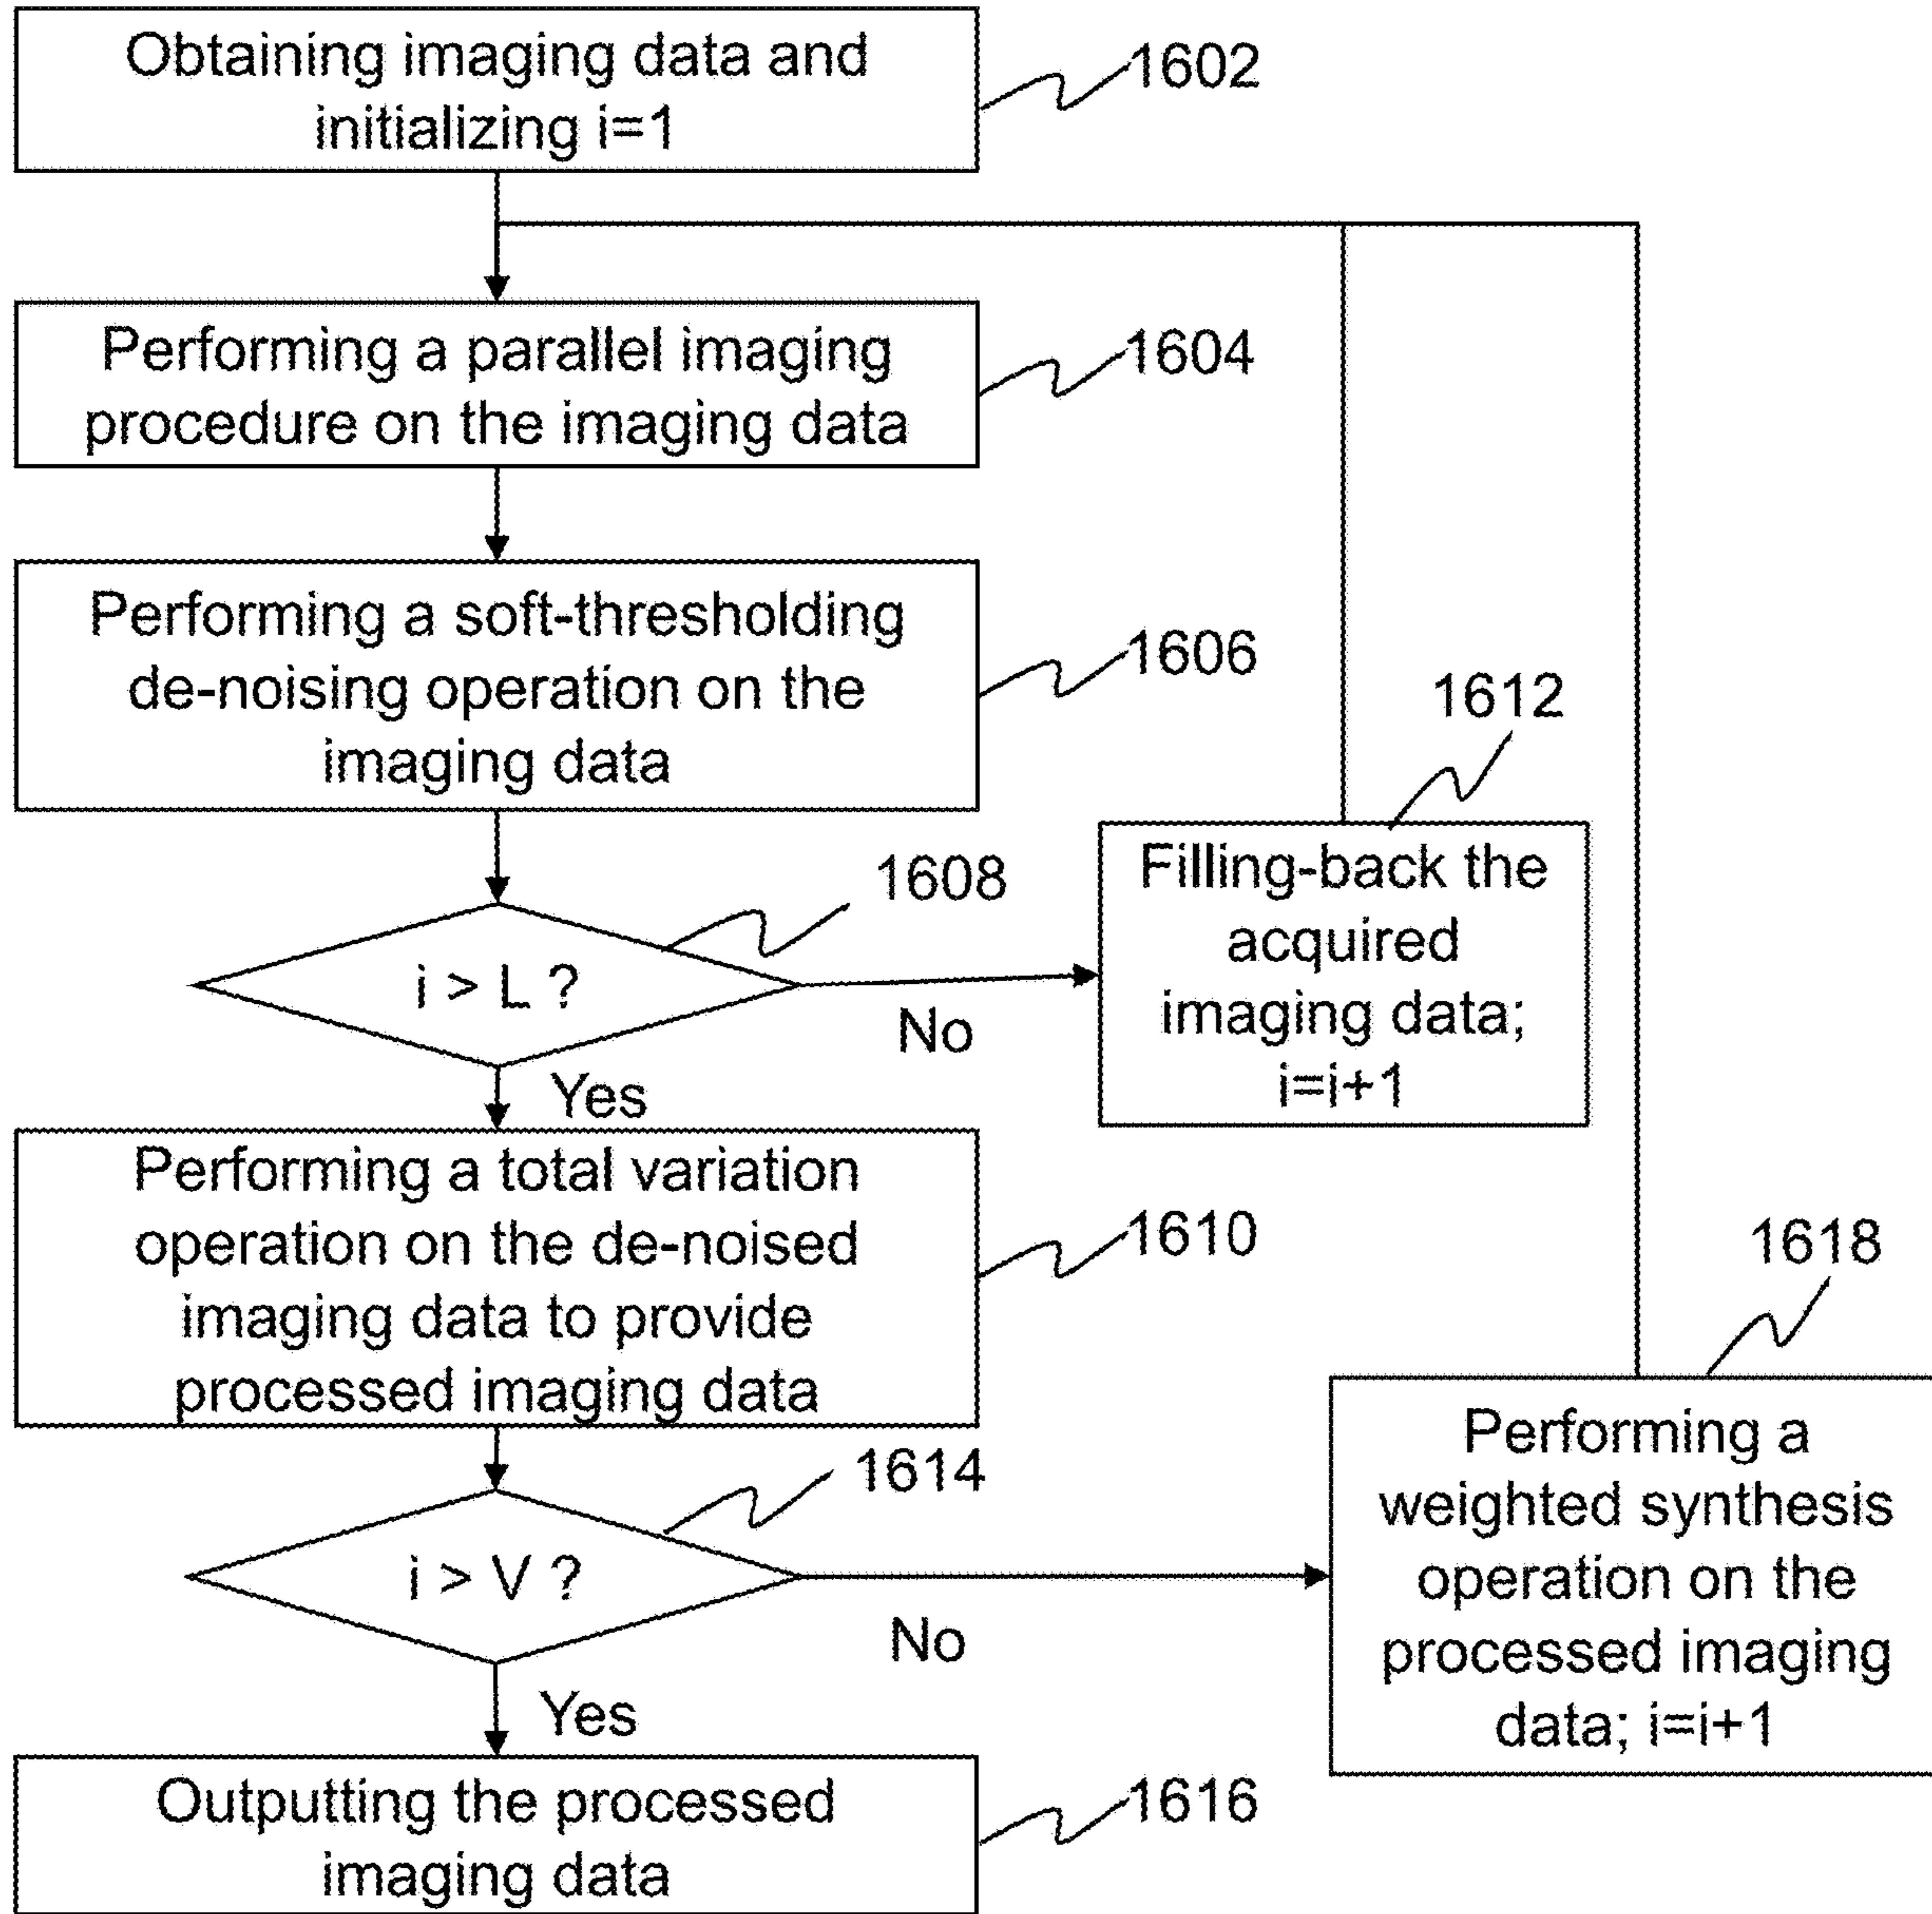 Obtaining imaging data and
initializing i=1
1602
Performing a parallel imaging
procedure on the imaging data
1604
Performing a soft-thresholding
de-noising operation on the
imaging data
1606
1608
i > L ?
No
Yes
1612
Filling-back the
acquired
imaging data;
i=i+1
Performing a total variation
operation on the de-noised
imaging data to provide
processed imaging data
1610
1614
i > V ?
No
Yes
1618
Performing a
weighted synthesis
operation on the
processed imaging
data; i=i+1
Outputting the processed
imaging data
1616